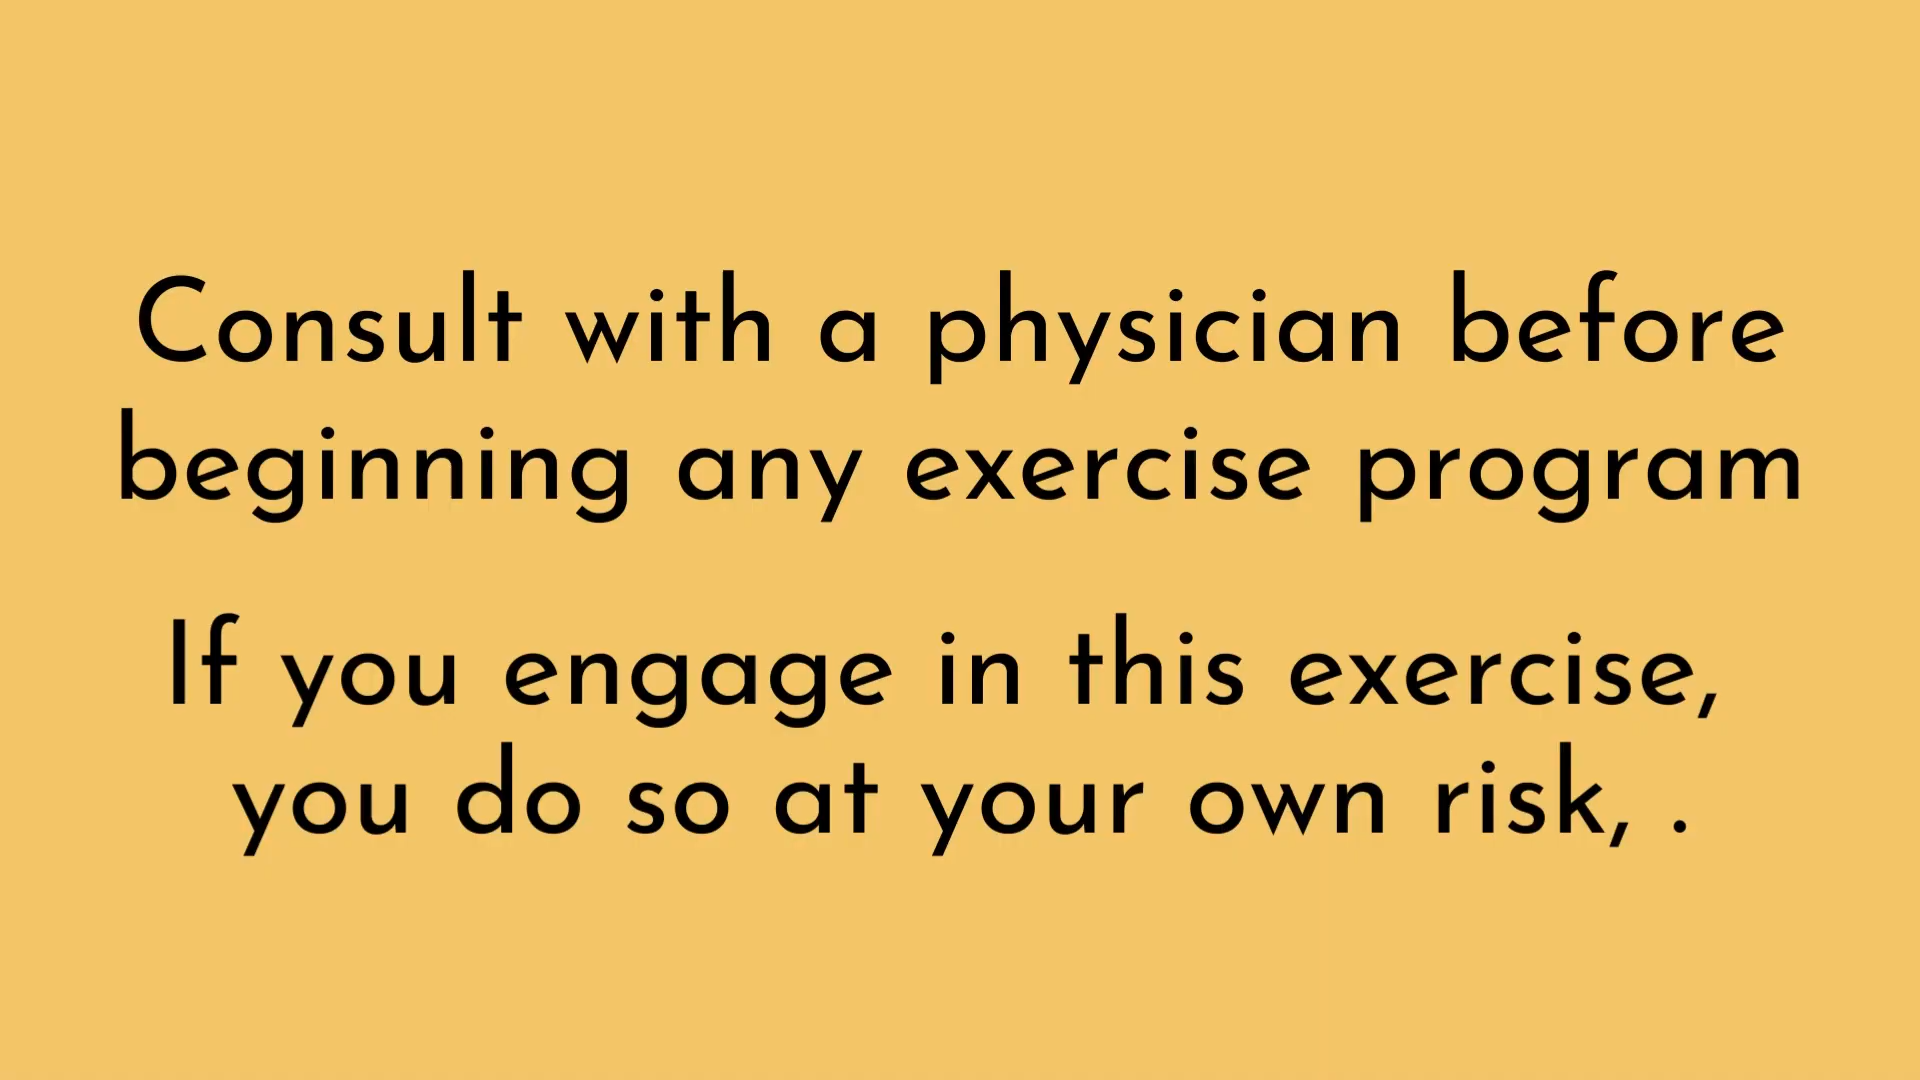 Consult with a physician before
beginning any exercise program
If you engage in this exercise,
you do so at your own risk, .